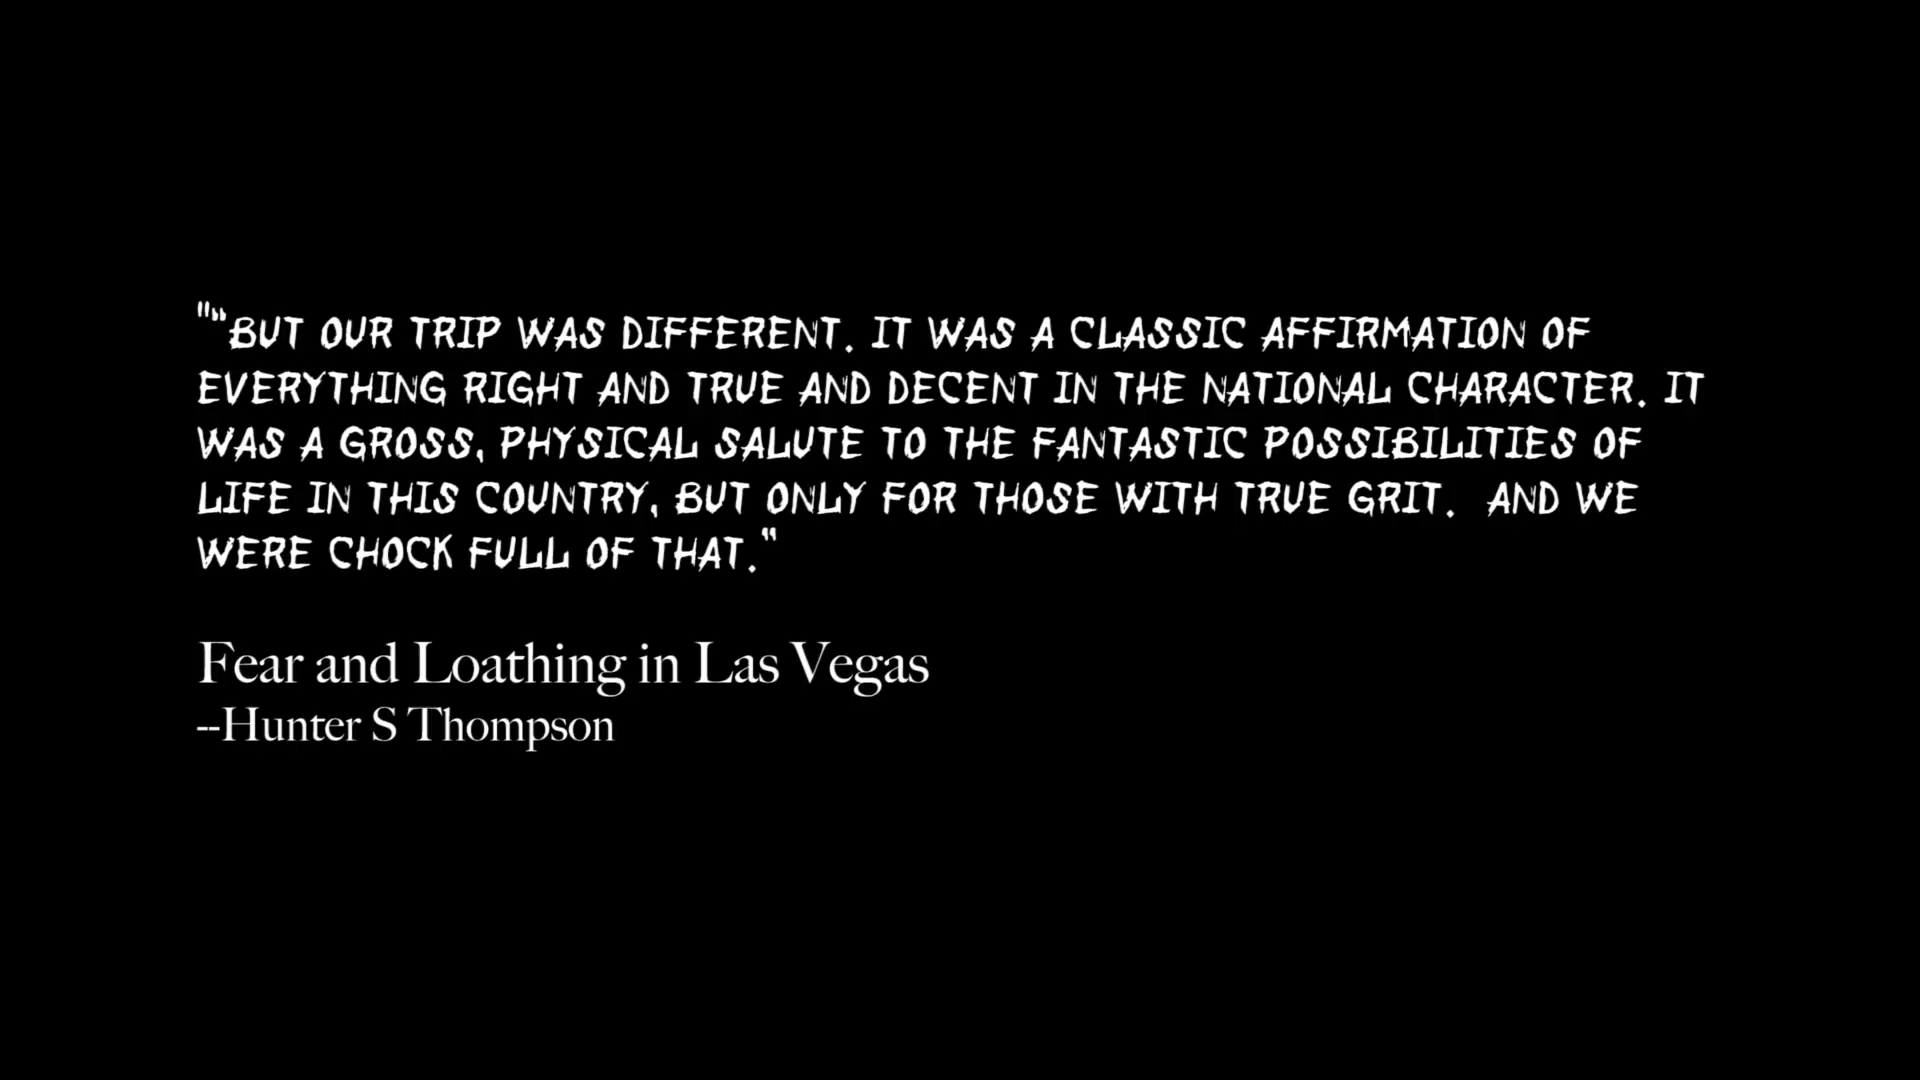 "“BUT OUR TRIP WAS DIFFERENT. IT WAS A CLASSIC AFFIRMATION OF
EVERYTHING RIGHT AND TRUE AND DECENT IN THE NATIONAL CHARACTER. IT
WAS A GROSS, PHYSICAL SALUTE TO THE FANTASTIC POSSIBILITIES OF
LIFE IN THIS COUNTRY, BUT ONLY FOR THOSE WITH TRUE GRIT.  AND WE
WERE CHOCK FULL OF THAT."
Fear and Loathing in Las Vegas
--Hunter S Thompson